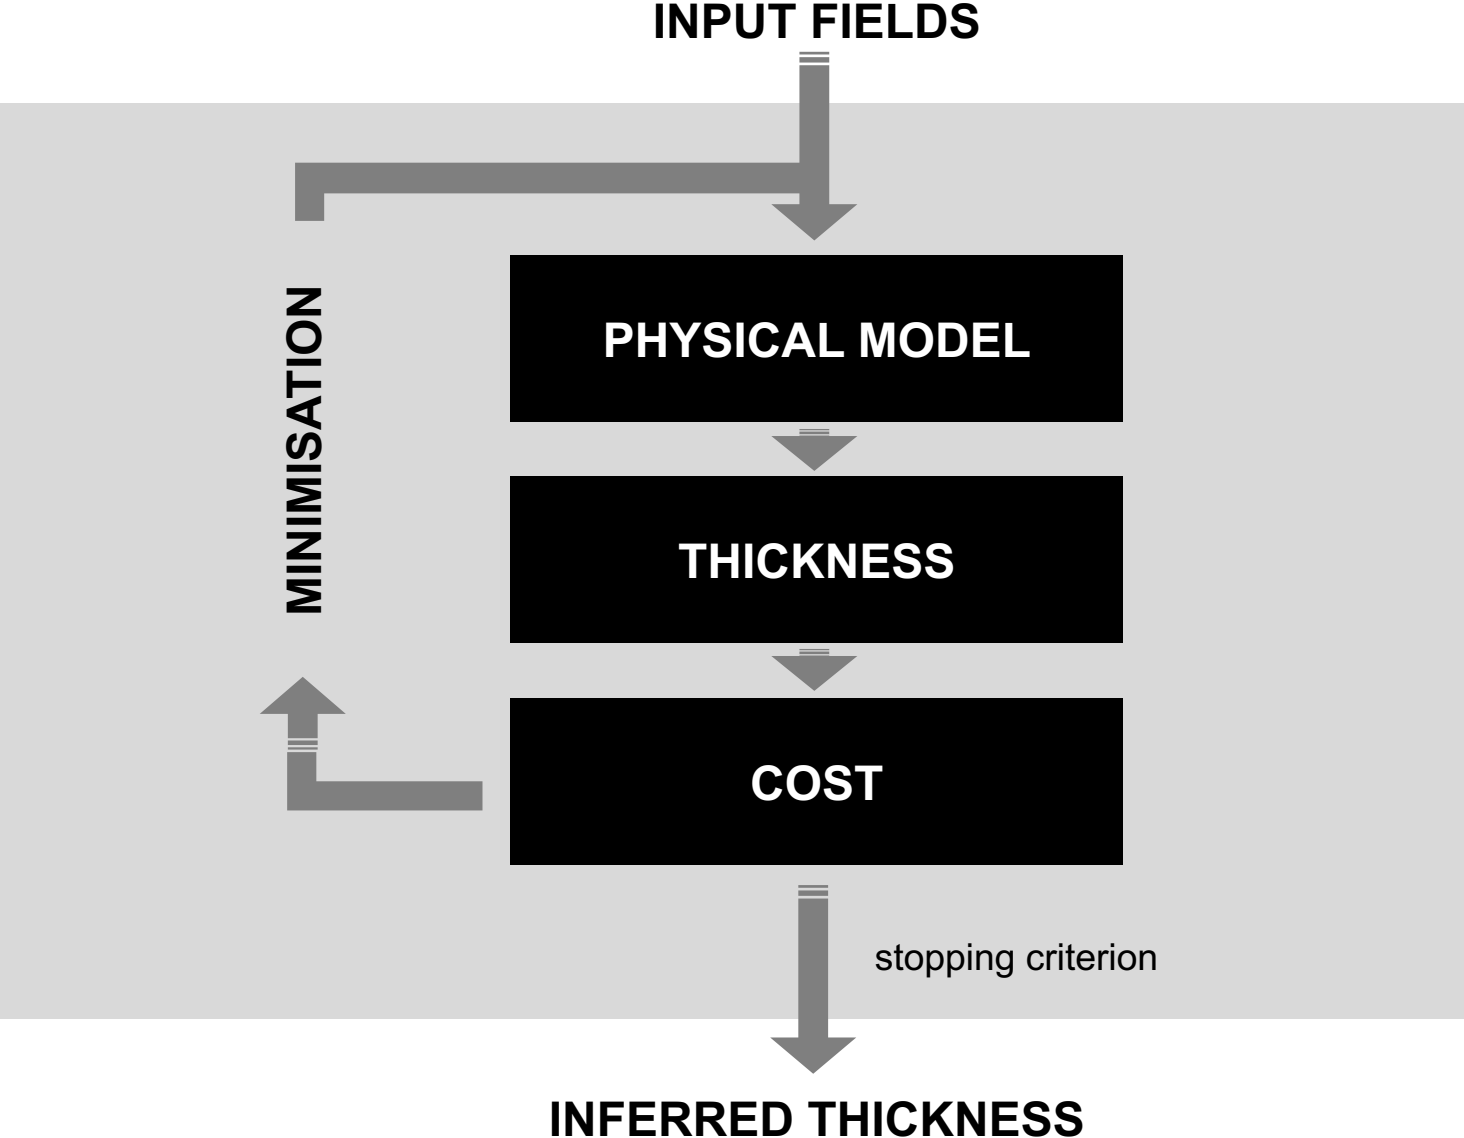 INPUT FIELDS
PHYSICAL MODEL
MINIMISATION
THICKNESS
COST
stopping criterion
INFERRED THICKNESS